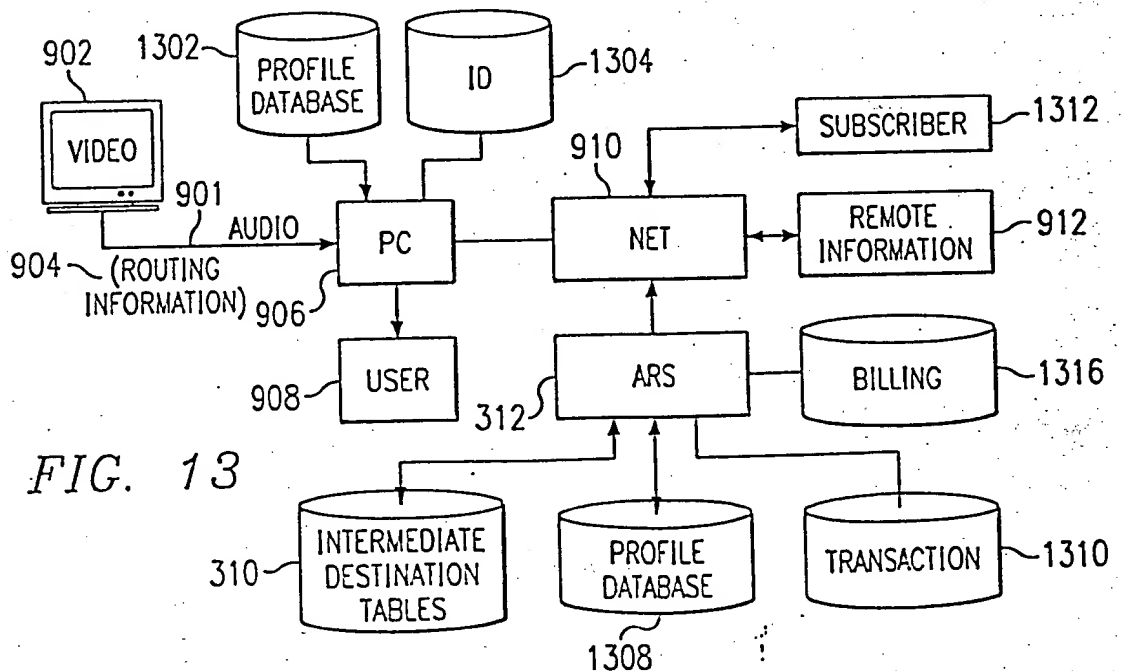 1302
902
PROFILE
DATABASE
ID
1304
VIDEO
SUBSCRIBER
1312
910
901
AUDIO
PC
NET
REMOTE
INFORMATION
912
904
(ROUTING
INFORMATION)
906
USER
908
ARS
312
BILLING
1316
FIG. 13
310
INTERMEDIATE
DESTINATION
TABLES
PROFILE
DATABASE
1308
TRANSACTION
1310